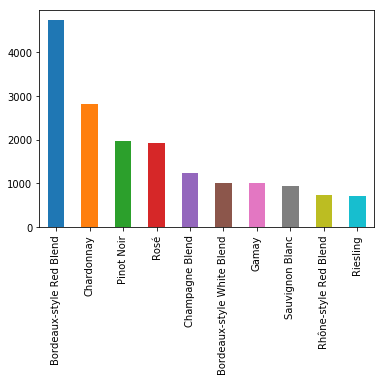 4000
3000
2000
1000
0
Bordeaux-style Red Blend
Chardonnay
Pinot Noir
Rosé
Champagne Blend
Bordeaux-style White Blend
Gamay
Sauvignon Blanc
Rhône-style Red Blend
Riesling